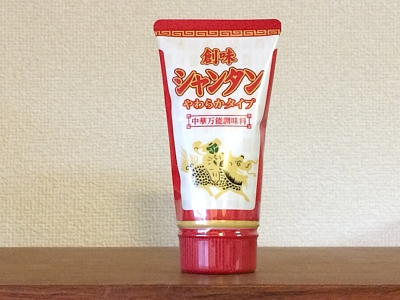 創味
シャンタン
やわらかタイプ
中華万能調味料